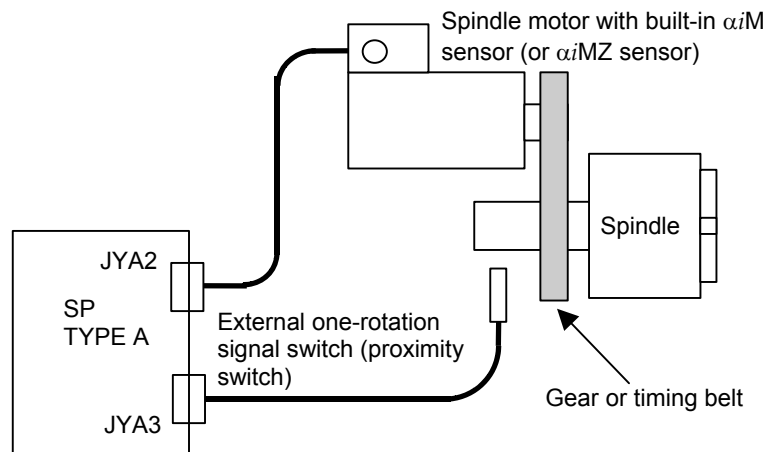 Spindle motor with built-in αiM
sensor (or αiMZ sensor)
Spindle
JYA2
SP
TYPE A
External one-rotation
signal switch (proximity
switch)
Gear or timing belt
JYA3